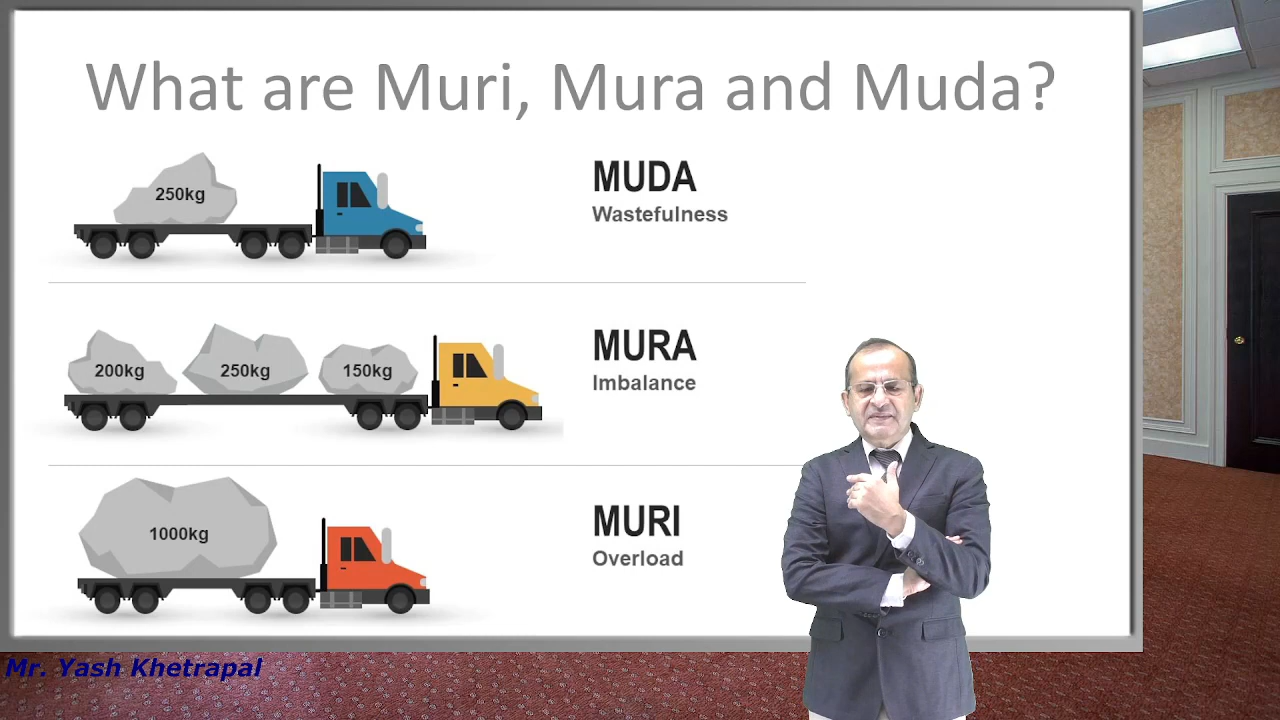 What are Muri, Mura and Muda?
250kg
MUDA
Wastefulness
200kg
250kg
150kg
MURA
Imbalance
1000kg
MURI
Overload
Mr. Yash Khetrapal